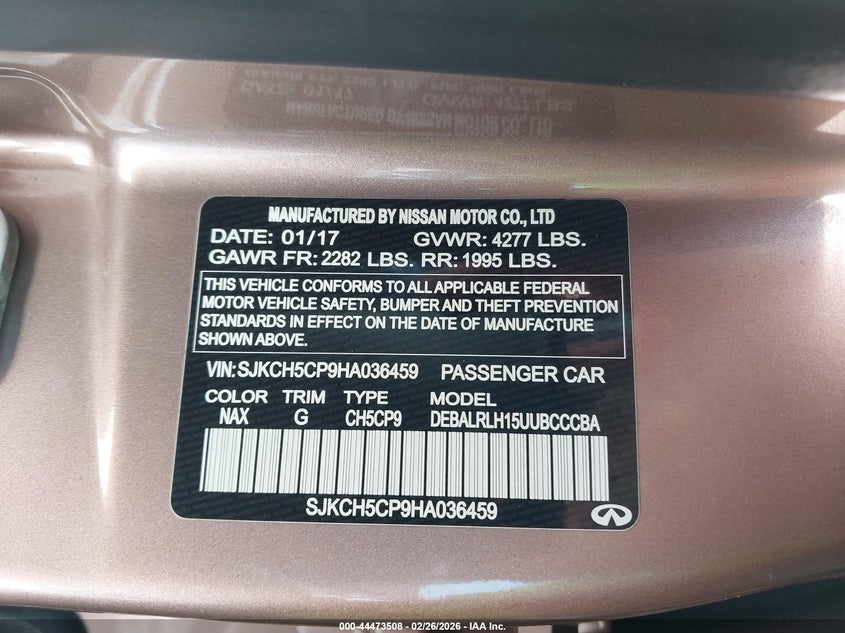 MANUFACTURED BY NISSAN MOTOR CO., LTD
DATE: 01/17 GVWR: 4277 LBS.
GAWR FR: 2282 LBS. RR: 1995 LBS.
THIS VEHICLE CONFORMS TO ALL APPLICABLE FEDERAL
MOTOR VEHICLE SAFETY, BUMPER AND THEFT PREVENTION
STANDARDS IN EFFECT ON THE DATE OF MANUFACTURE
SHOWN ABOVE.
VIN:SJKCH5CP9HA036459 PASSENGER CAR
COLOR TRIM TYPE MODEL
NAX G CH5CP9 DEBALRLH15UUBCCCBA
SJKCH5CP9HA036459
000-44473508 - 02/26/2026 - IAA Inc.